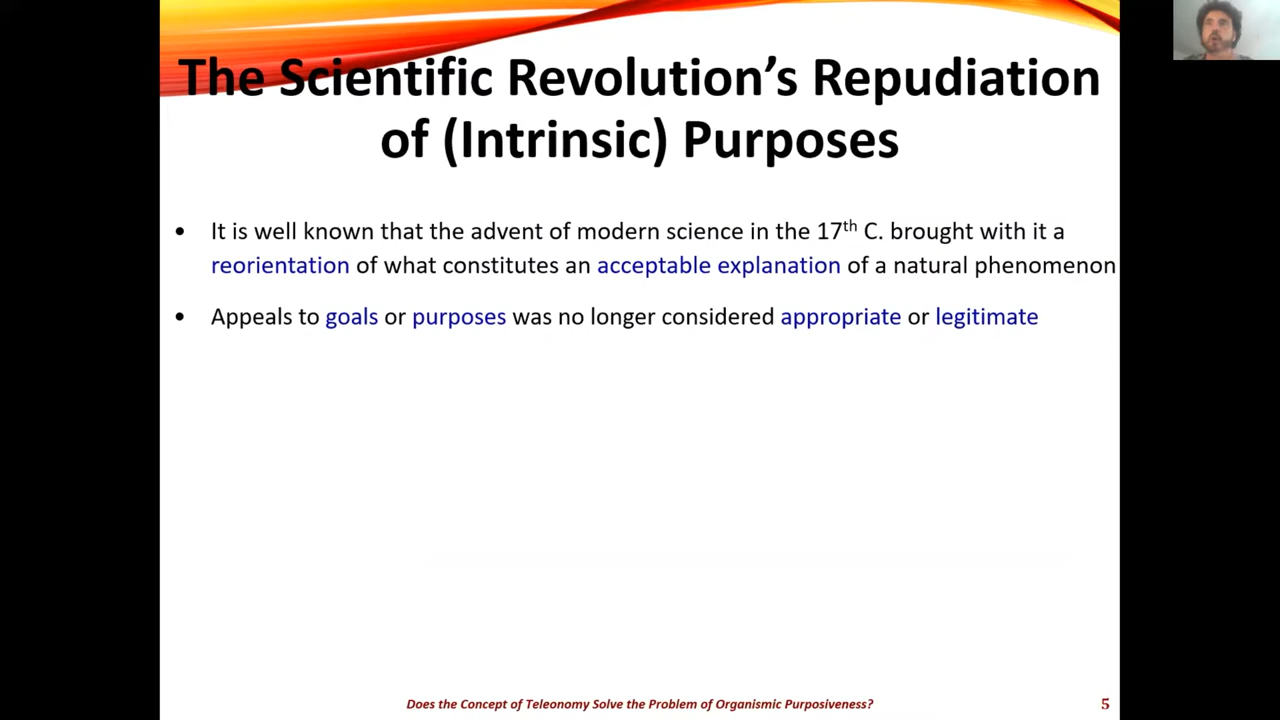 The Scientific Revolution’s Repudiation
of (Intrinsic) Purposes
• It is well known that the advent of modern science in the 17th C. brought with it a
reorientation of what constitutes an acceptable explanation of a natural phenomenon
• Appeals to goals or purposes was no longer considered appropriate or legitimate
Does the Concept of Teleonomy Solve the Problem of Organismic Purposiveness?
5